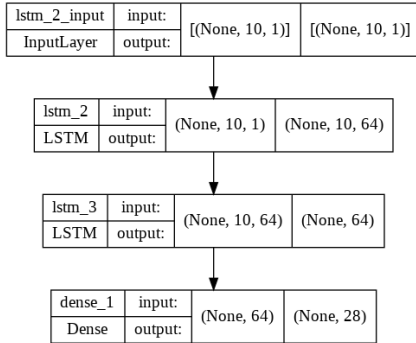 lstm_2_input input: [(None, 10, 1)] [(None, 10, 1)]
InputLayer output:
lstm_2 input: (None, 10, 1) (None, 10, 64)
LSTM output:
lstm_3 input: (None, 10, 64) (None, 64)
LSTM output:
dense_1 input: (None, 64) (None, 28)
Dense output: